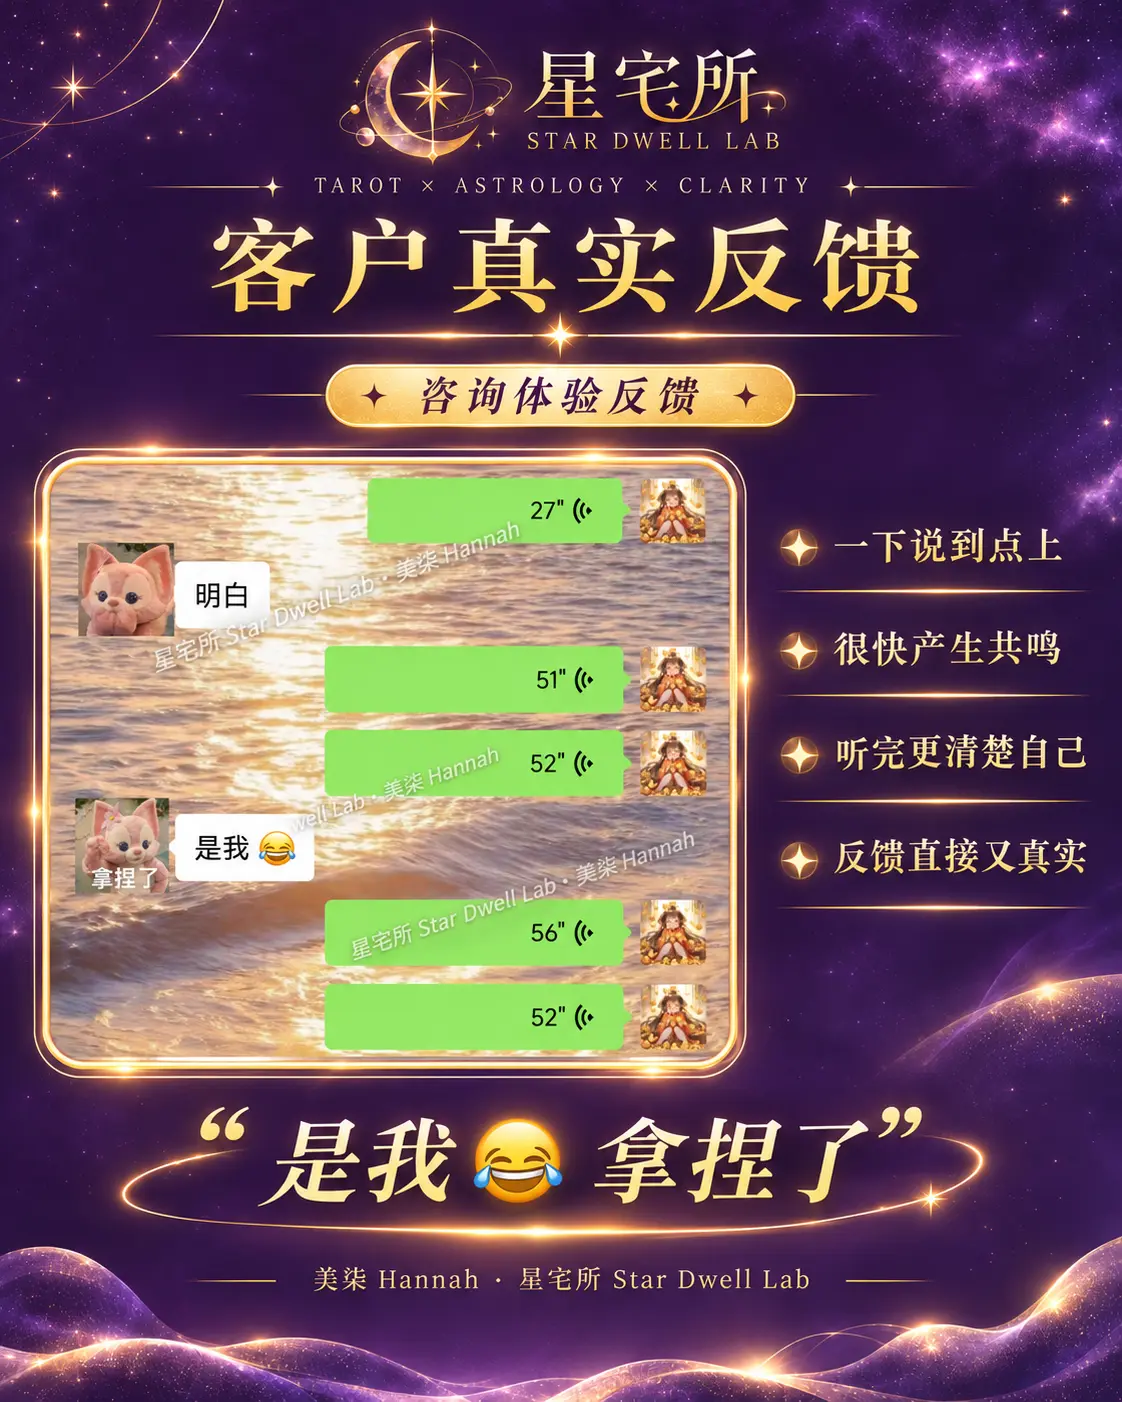 星宅所
STAR DWELL LAB
TAROT × ASTROLOGY × CLARITY
客户真实反馈
咨询体验反馈
27"
明白
星宅所 Star Dwell Lab · 美柒 Hannah
51"
52"
well Lab · 美柒 Hannah
是我 😂
拿捏了
星宅所 Star Dwell Lab · 美柒 Hannah
56"
52"
一下说到点上
很快产生共鸣
听完更清楚自己
反馈直接又真实
“是我😂拿捏了”
美柒 Hannah · 星宅所 Star Dwell Lab